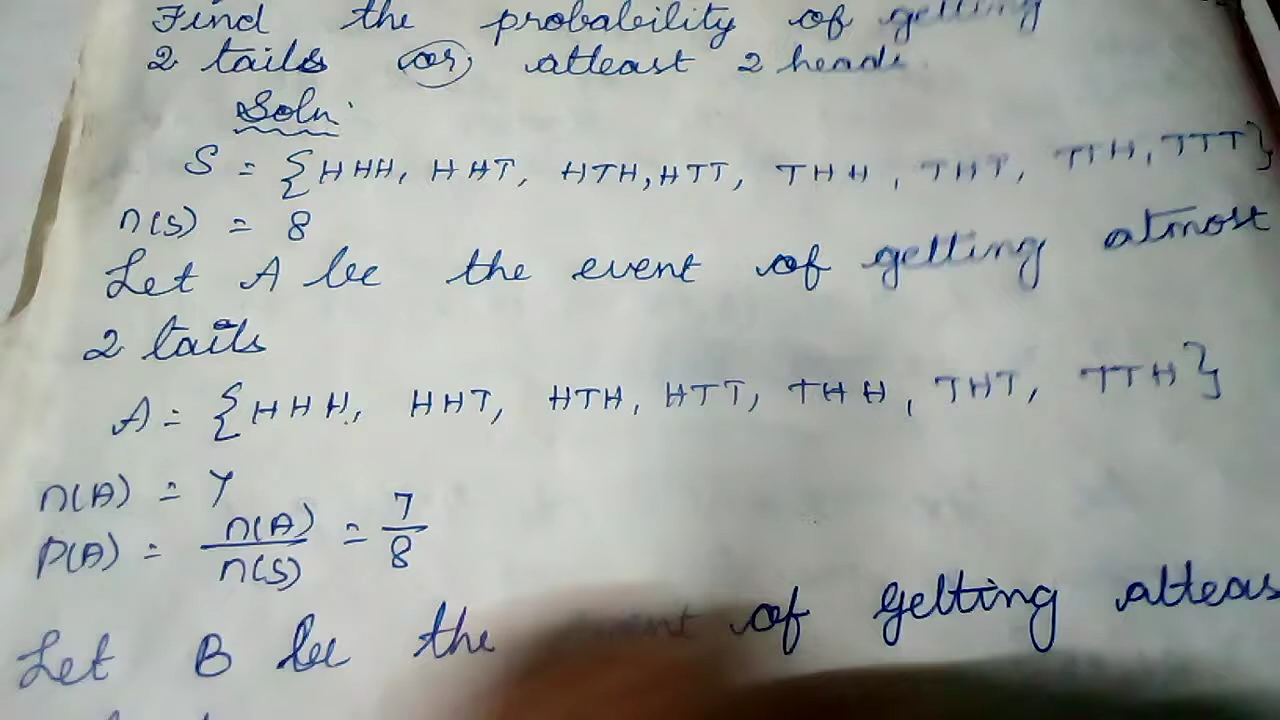 Find the probability of getting
2 tails (or) atleast 2 heads.
Soln:
S = {HHH, HHT, HTH, HTT, THH, THT, TTH, TTT}
n(S) = 8
Let A be the event of getting atmost
2 tails
A = {HHH, HHT, HTH, HTT, THH, THT, TTH}
n(A) = 7
P(A) = n(A)/n(S) = 7/8
Let B be the event of getting atleas